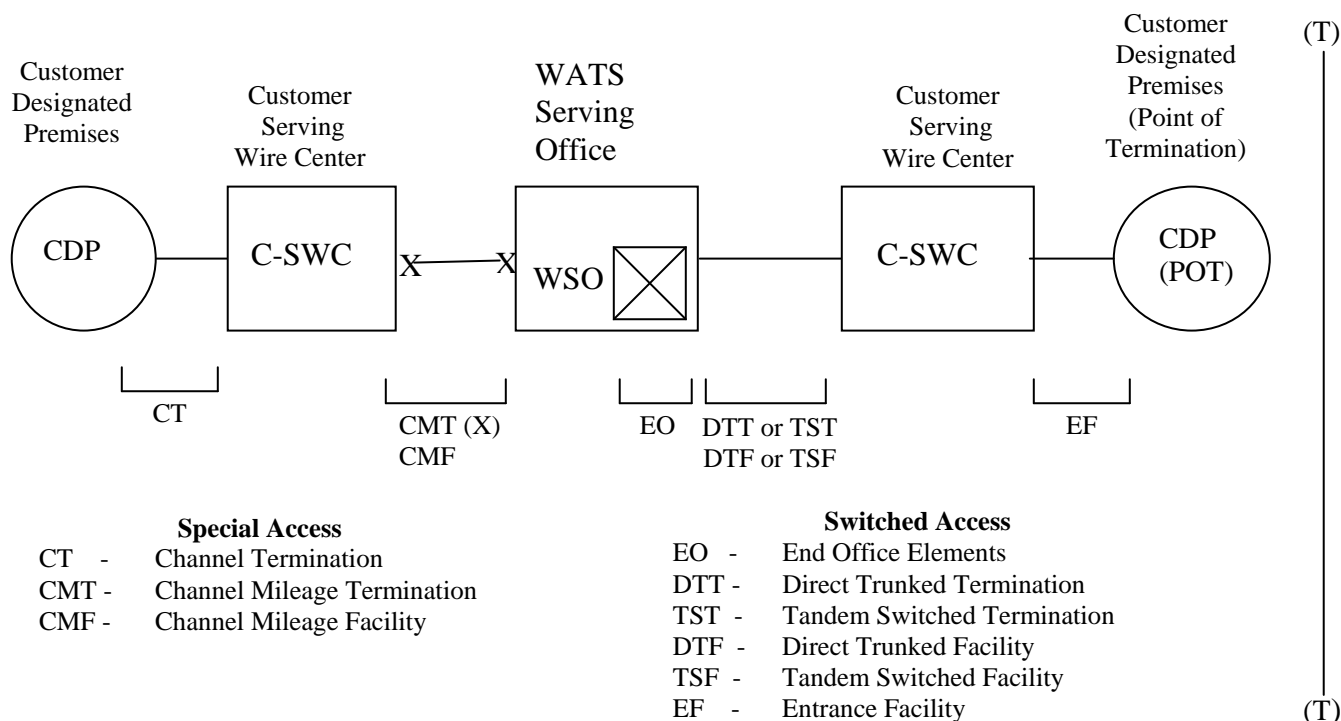 (T)
Customer
Designated
Premises
Customer
Serving
Wire Center
WATS
Serving
Office
Customer
Serving
Wire Center
Customer
Designated
Premises
(Point of
Termination)
CDP
C-SWC
X
X
WSO
C-SWC
CDP
(POT)
CT
CMT (X)
CMF
EO
DTT or TST
DTF or TSF
EF
Special Access
CT - Channel Termination
CMT - Channel Mileage Termination
CMF - Channel Mileage Facility
Switched Access
EO - End Office Elements
DTT - Direct Trunked Termination
TST - Tandem Switched Termination
DTF - Direct Trunked Facility
TSF - Tandem Switched Facility
EF - Entrance Facility
(T)